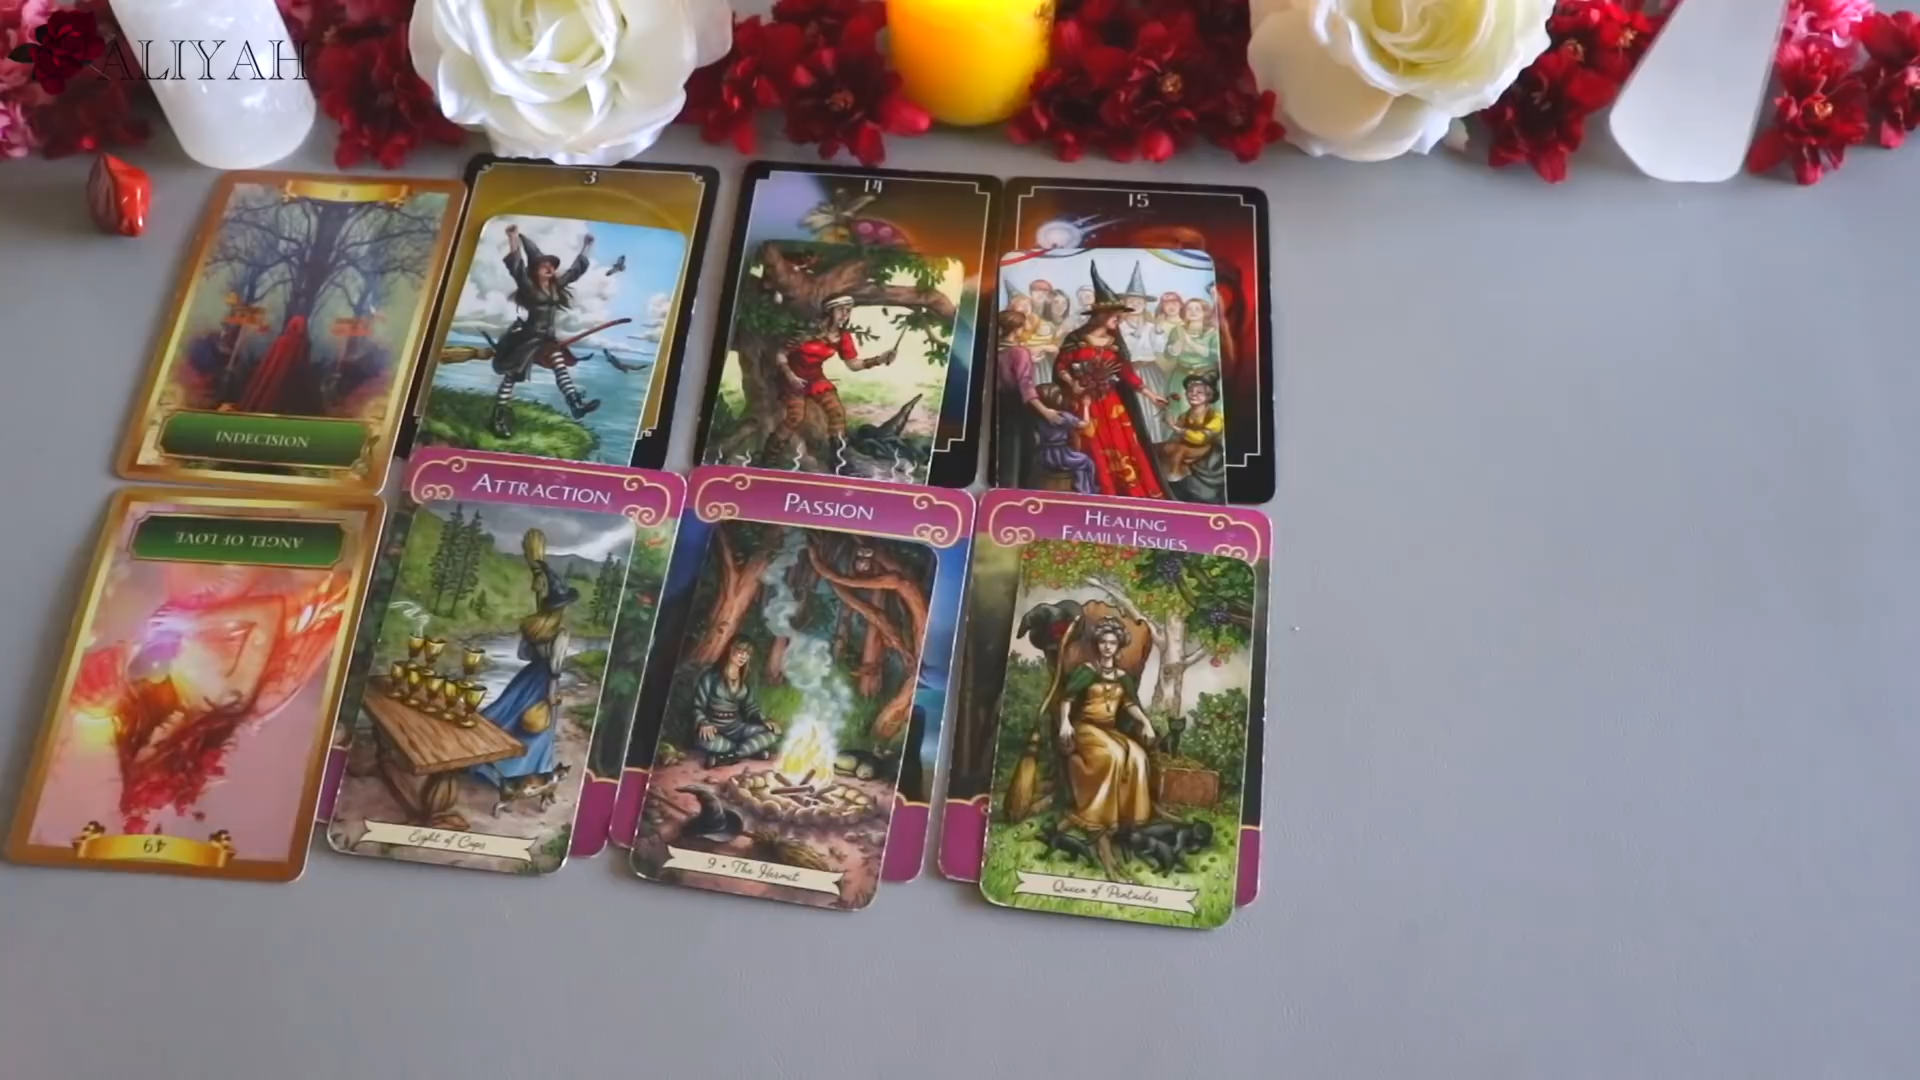 ALIYAH
8
3
14
15
INDECISION
ATTRACTION
PASSION
HEALING
FAMILY ISSUES
ANGEL OF LOVE
49
Eight of Cups
9 • The Hermit
Queen of Pentacles